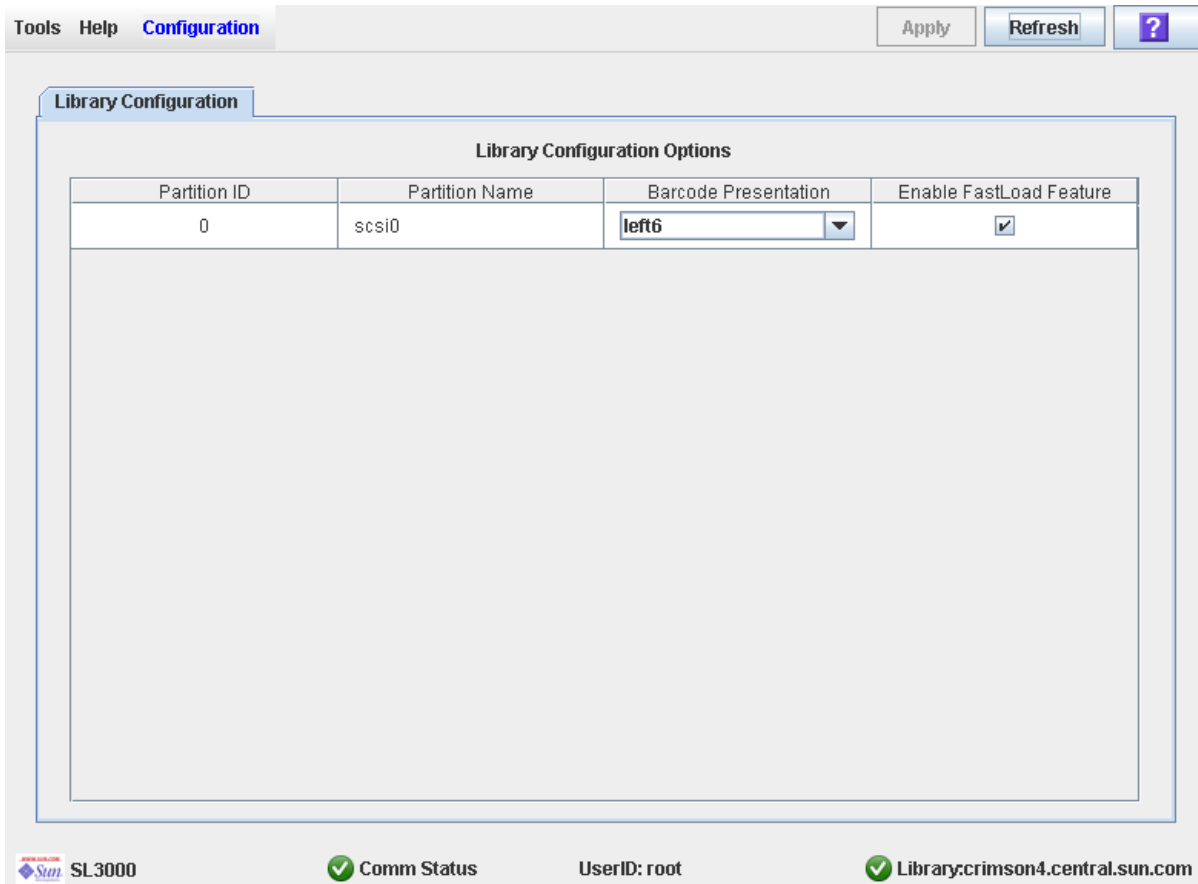 Tools Help Configuration Apply Refresh ?
Library Configuration
Library Configuration Options
Partition ID Partition Name Barcode Presentation Enable FastLoad Feature
0 scsi0 left6
Sun SL3000 Comm Status UserID: root Library:crimson4.central.sun.com